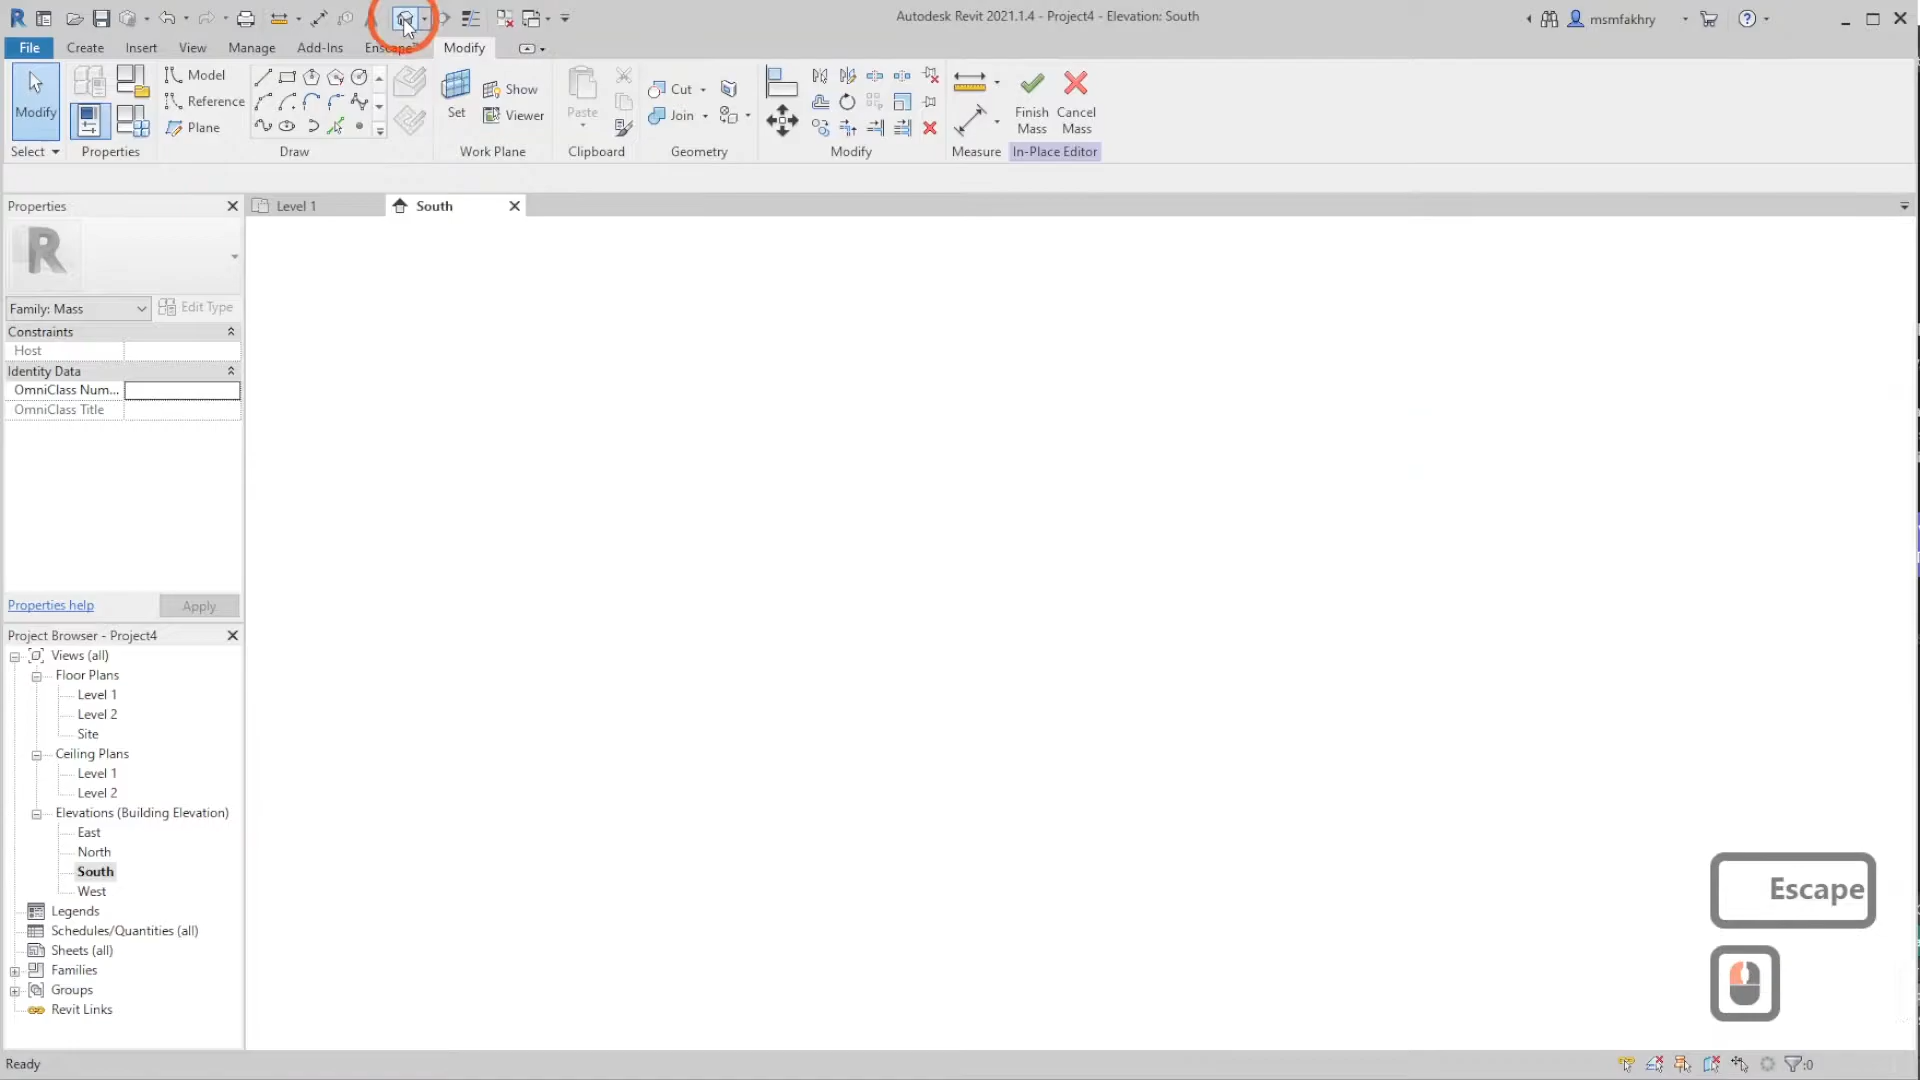 Autodesk Revit 2021.1.4 - Project4 - Elevation: South
msmfakhry
File
Create
Insert
View
Manage
Add-Ins
Enscape™
Modify
Modify
Select
Properties
Model
Reference
Plane
Draw
Set
Show
Viewer
Work Plane
Paste
Clipboard
Cut
Join
Geometry
Modify
Measure
Finish
Mass
Cancel
Mass
In-Place Editor
Properties
Level 1
South
R
Family: Mass
Edit Type
Constraints
Host
Identity Data
OmniClass Num...
OmniClass Title
Properties help
Apply
Project Browser - Project4
Views (all)
Floor Plans
Level 1
Level 2
Site
Ceiling Plans
Level 1
Level 2
Elevations (Building Elevation)
East
North
South
West
Legends
Schedules/Quantities (all)
Sheets (all)
Families
Groups
Revit Links
Escape
Ready
:0